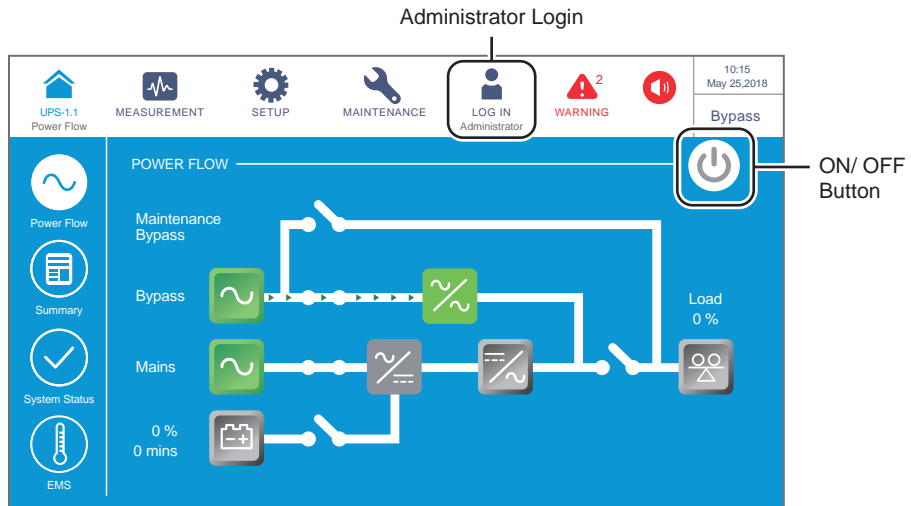 Administrator Login
UPS-1.1
Power Flow
MEASUREMENT
SETUP
MAINTENANCE
LOG IN
Administrator
2
WARNING
10:15
May 25,2018
Bypass
ON/ OFF
Button
POWER FLOW
Power Flow
Summary
System Status
EMS
Maintenance
Bypass
Bypass
Mains
0 %
0 mins
Load
0 %